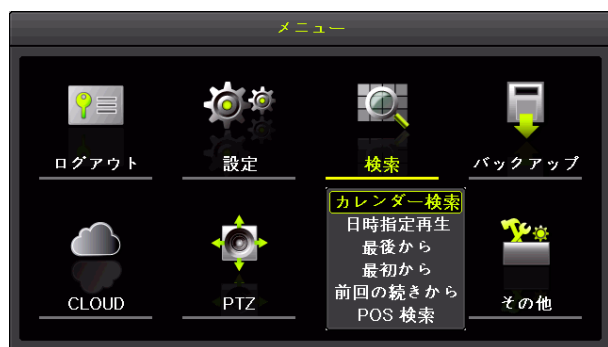 メニュー
ログアウト
設定
検索
バックアップ
カレンダー検索
日時指定再生
最後から
最初から
前回の続きから
POS 検索
CLOUD
PTZ
その他